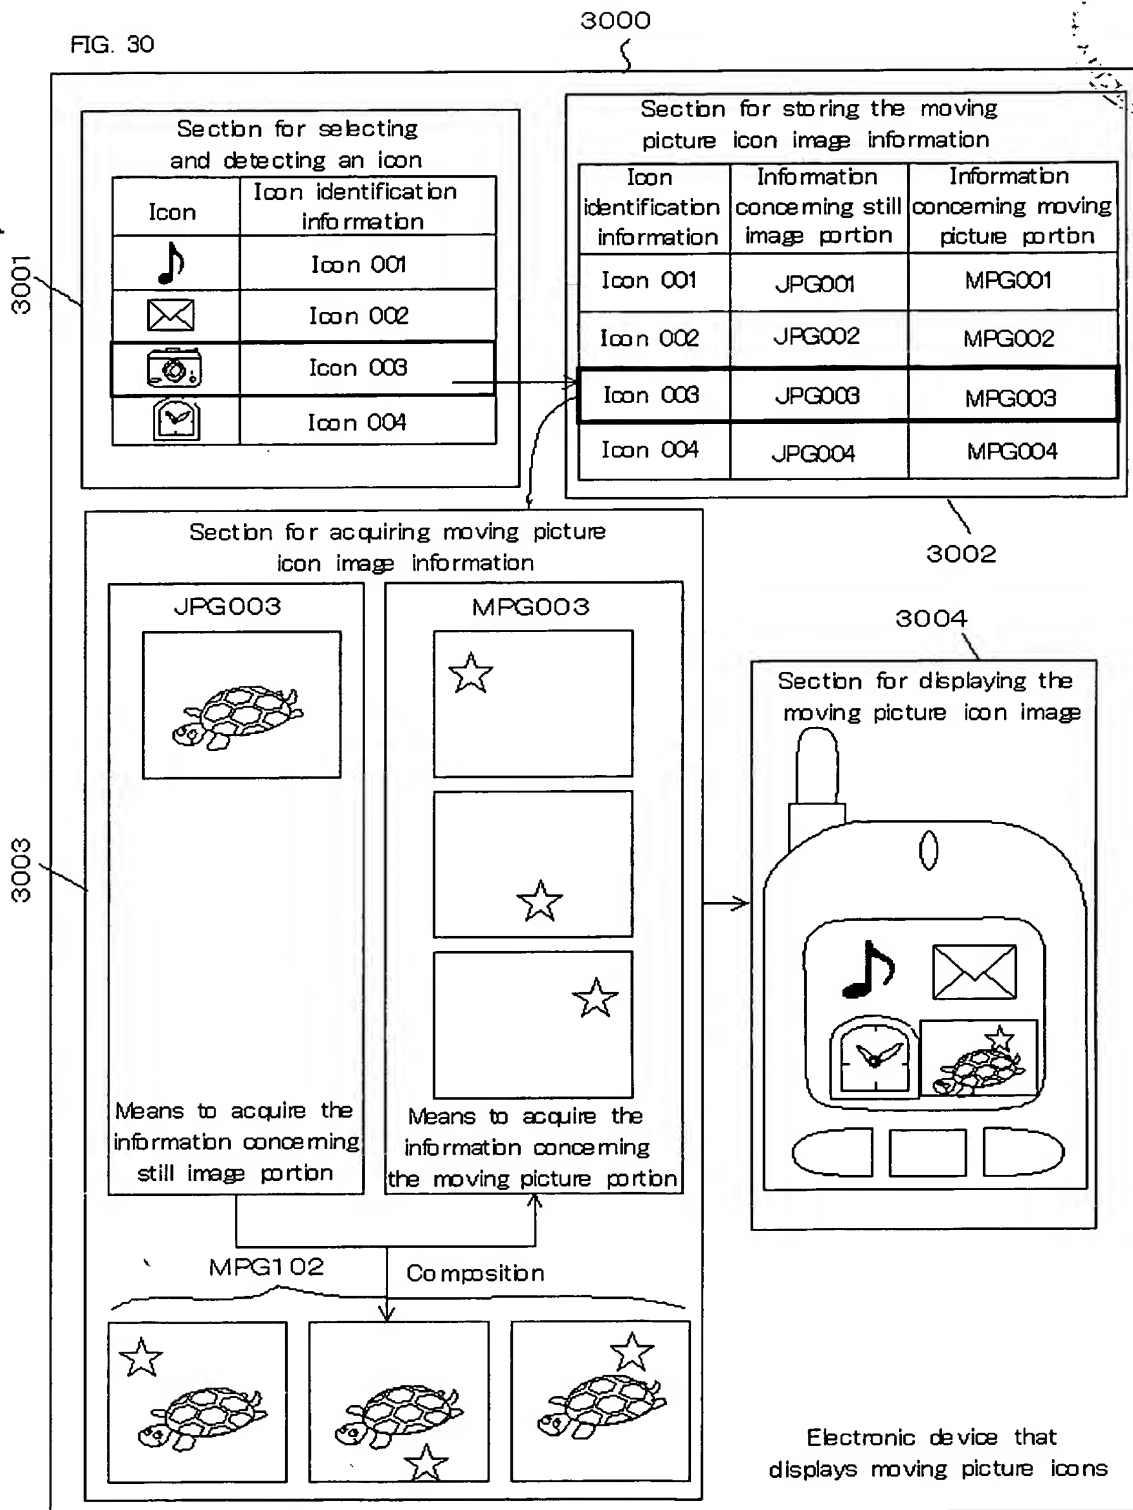 3000
FIG. 30
Section for selecting
and detecting an icon
Icon
Icon identification
information
Icon 001
Icon 002
Icon 003
Icon 004
3001
Section for storing the moving
picture icon image information
Icon
identification
information
Information
concerning still
image portion
Information
concerning moving
picture portion
Icon 001
JPG001
MPG001
Icon 002
JPG002
MPG002
Icon 003
JPG003
MPG003
Icon 004
JPG004
MPG004
3002
Section for acquiring moving picture
icon image information
JPG003
Means to acquire the
information concerning
still image portion
MPG003
Means to acquire the
information concerning
the moving picture portion
3003
MPG102
Composition
3004
Section for displaying the
moving picture icon image
Electronic device that
displays moving picture icons